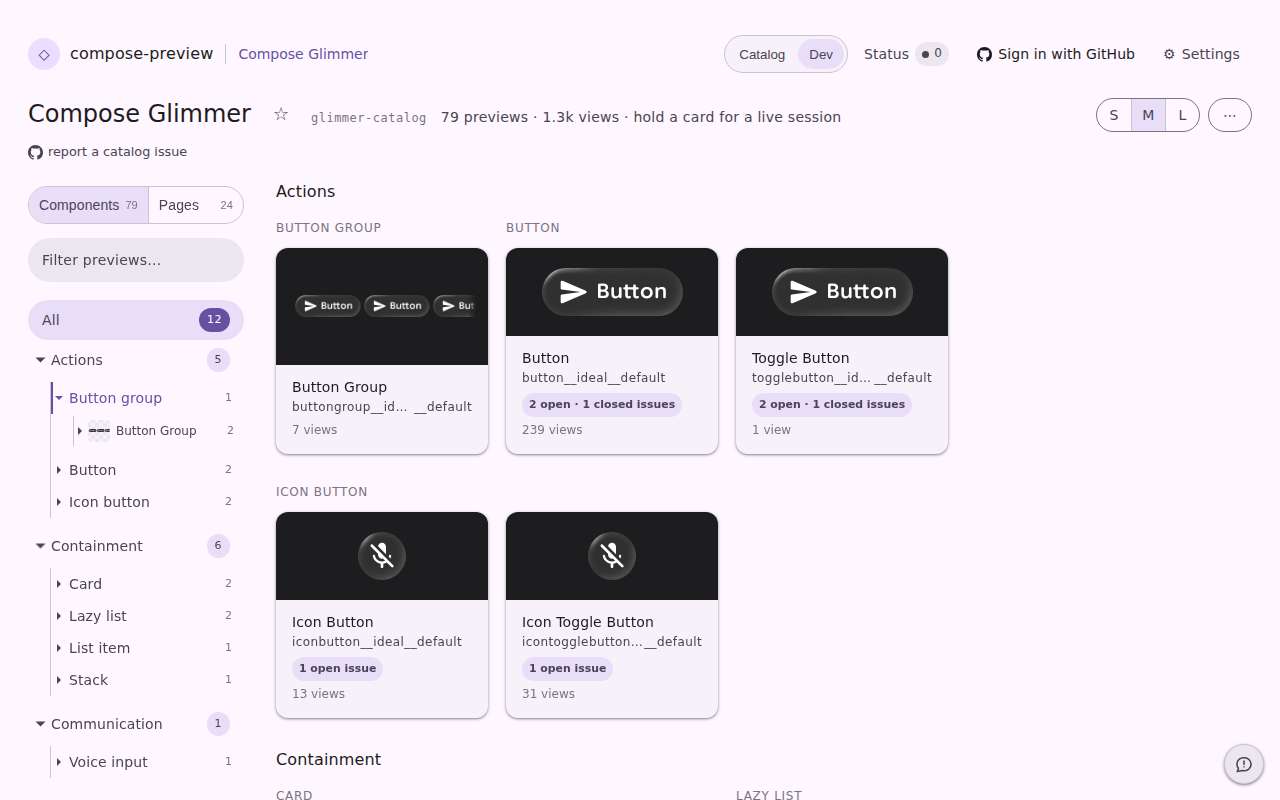 compose-preview
Compose Glimmer
Catalog
Dev
Status
0
Sign in with GitHub
Settings
Compose Glimmer
glimmer-catalog
79 previews · 1.3k views · hold a card for a live session
S
M
L
...
report a catalog issue
Components 79
Pages 24
Filter previews…
All 12
Actions 5
Button group 1
Button Group 2
Button 2
Icon button 2
Containment 6
Card 2
Lazy list 2
List item 1
Stack 1
Communication 1
Voice input 1
Actions
BUTTON GROUP
Button
Button
But
Button Group
buttongroup__id… __default
7 views
BUTTON
Button
Button
button__ideal__default
2 open · 1 closed issues
239 views
Button
Toggle Button
togglebutton__id… __default
2 open · 1 closed issues
1 view
ICON BUTTON
Icon Button
iconbutton__ideal__default
1 open issue
13 views
Icon Toggle Button
icontogglebutton…__default
1 open issue
31 views
Containment
CARD
LAZY LIST